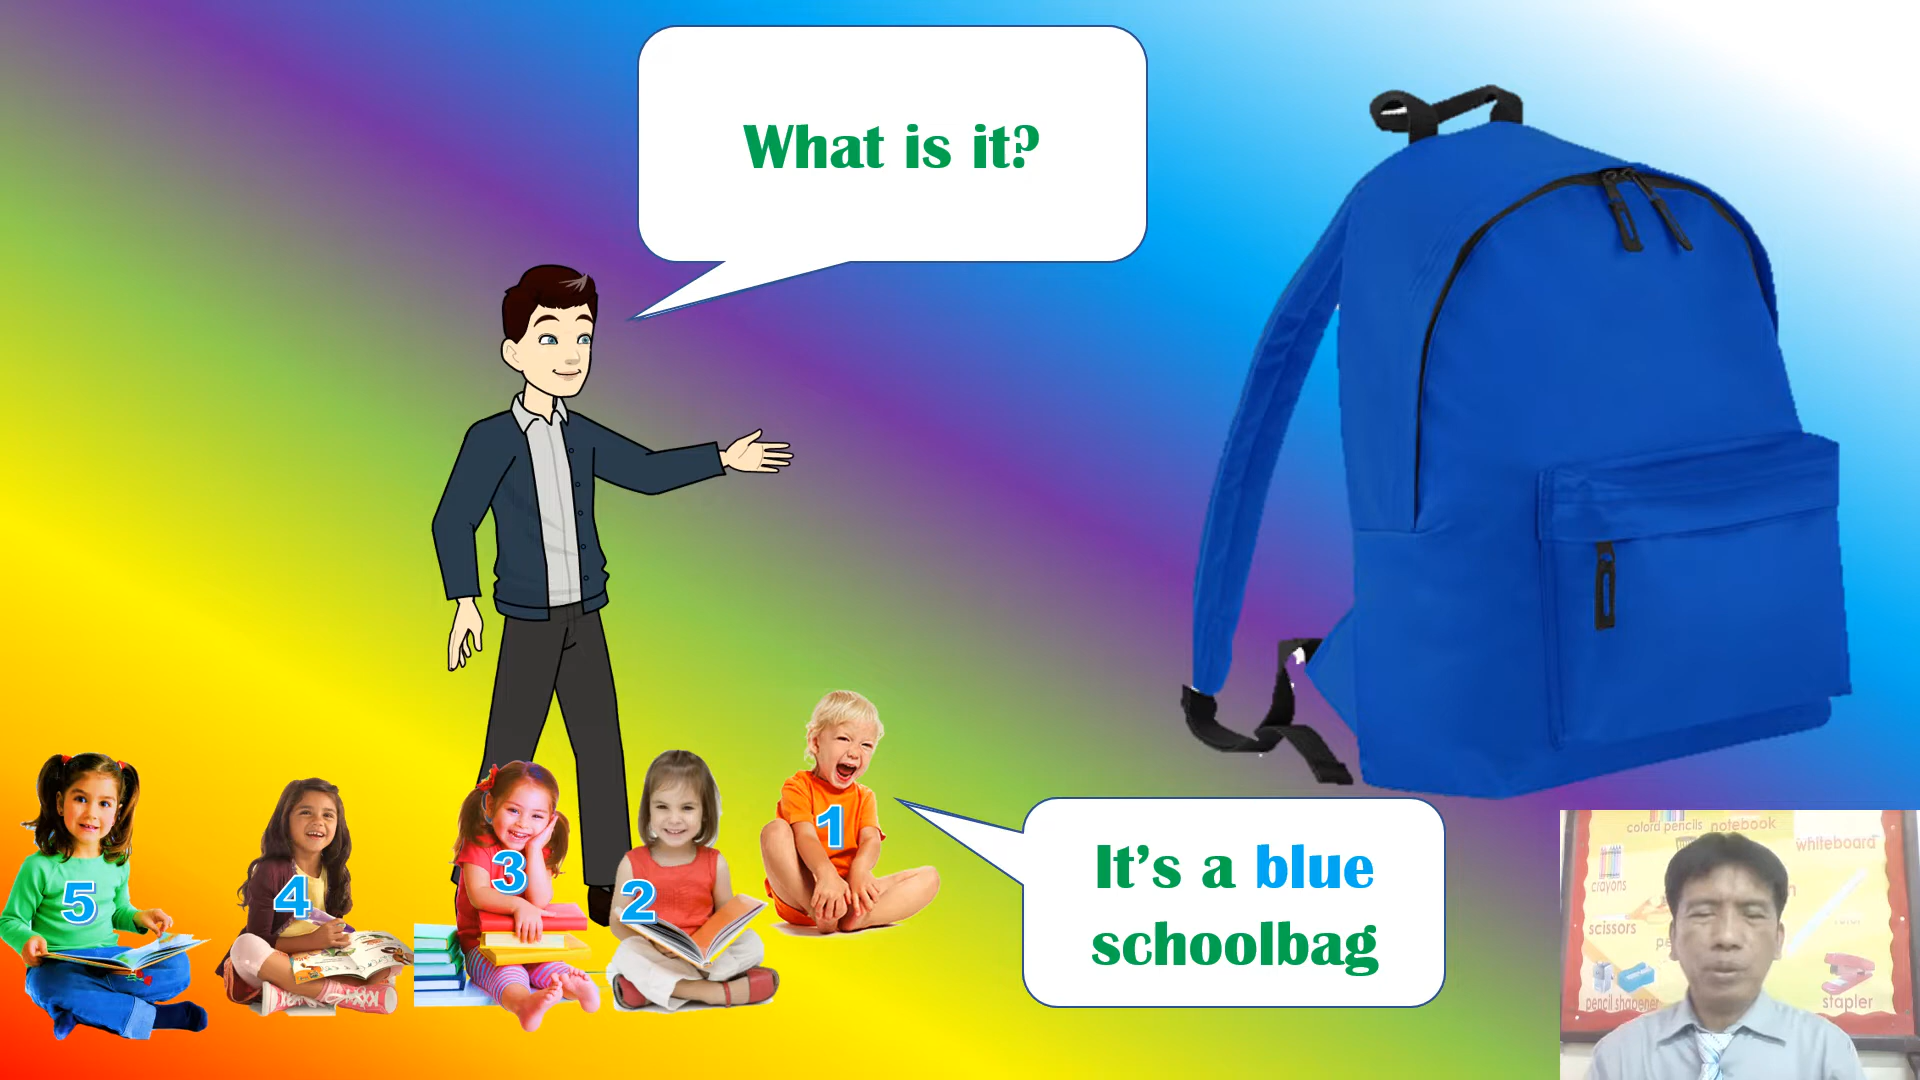 What is it?
It's a blue
schoolbag
1
2
3
4
5
colord pencils
notebook
whiteboard
crayons
scissors
pencil shapener
stapler